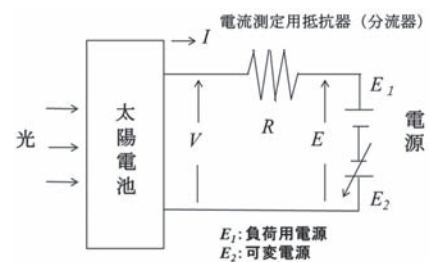 電流測定用抵抗器（分流器）
I
E1
太陽電池
光
V
R
E
電源
E2
E1:負荷用電源
E2:可変電源